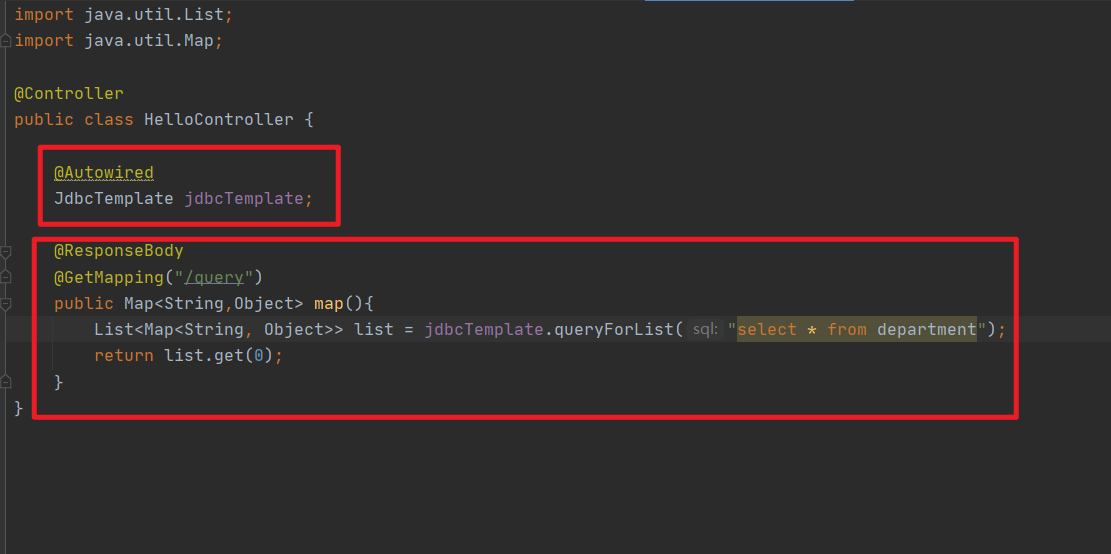 import java.util.List;
import java.util.Map;
@Controller
public class HelloController {
@Autowired
JdbcTemplate jdbcTemplate;
@ResponseBody
@GetMapping("/query")
public Map<String,Object> map(){
List<Map<String, Object>> list = jdbcTemplate.queryForList( sql: "select * from department");
return list.get(0);
}
}